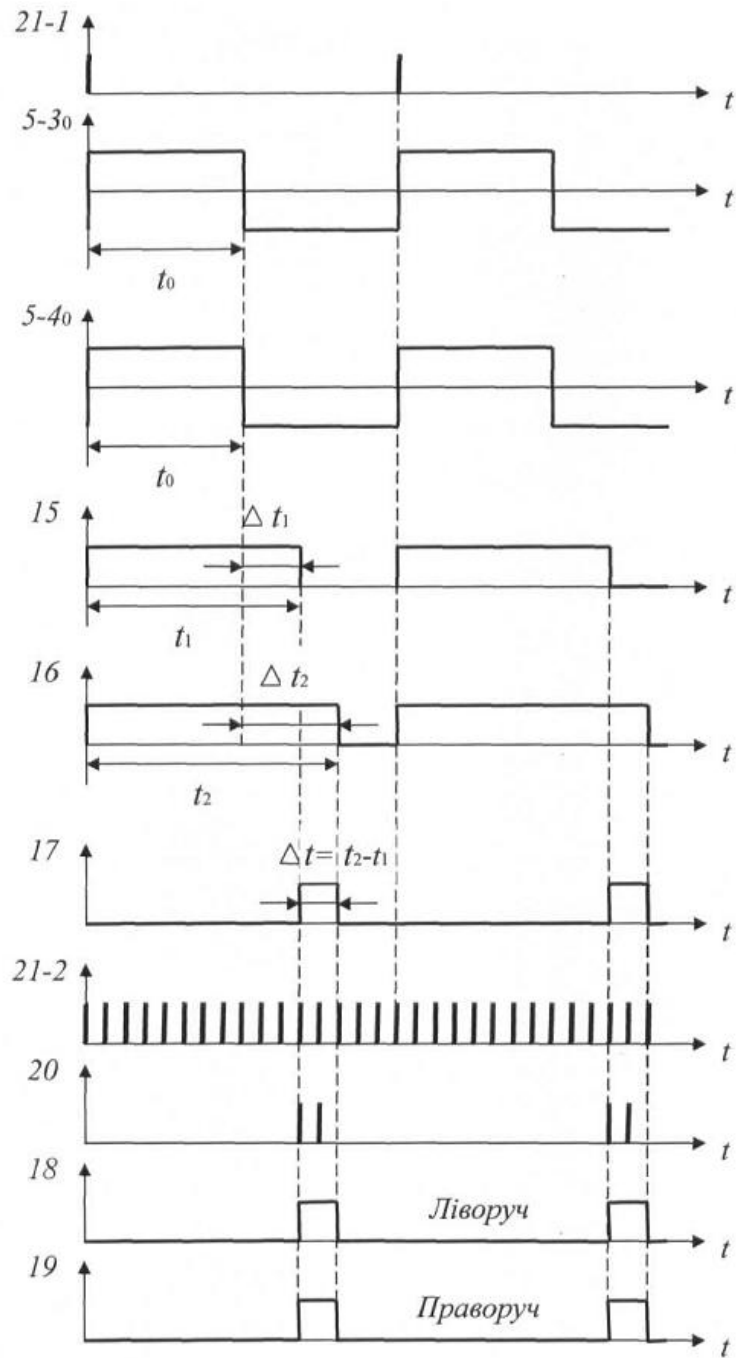 21-1
t
5-3₀
t
t₀
5-4₀
t
t₀
15
△ t₁
t
t₁
16
△ t₂
t
t₂
17
△ t= t₂-t₁
t
21-2
t
20
t
18
Ліворуч
t
19
Праворуч
t